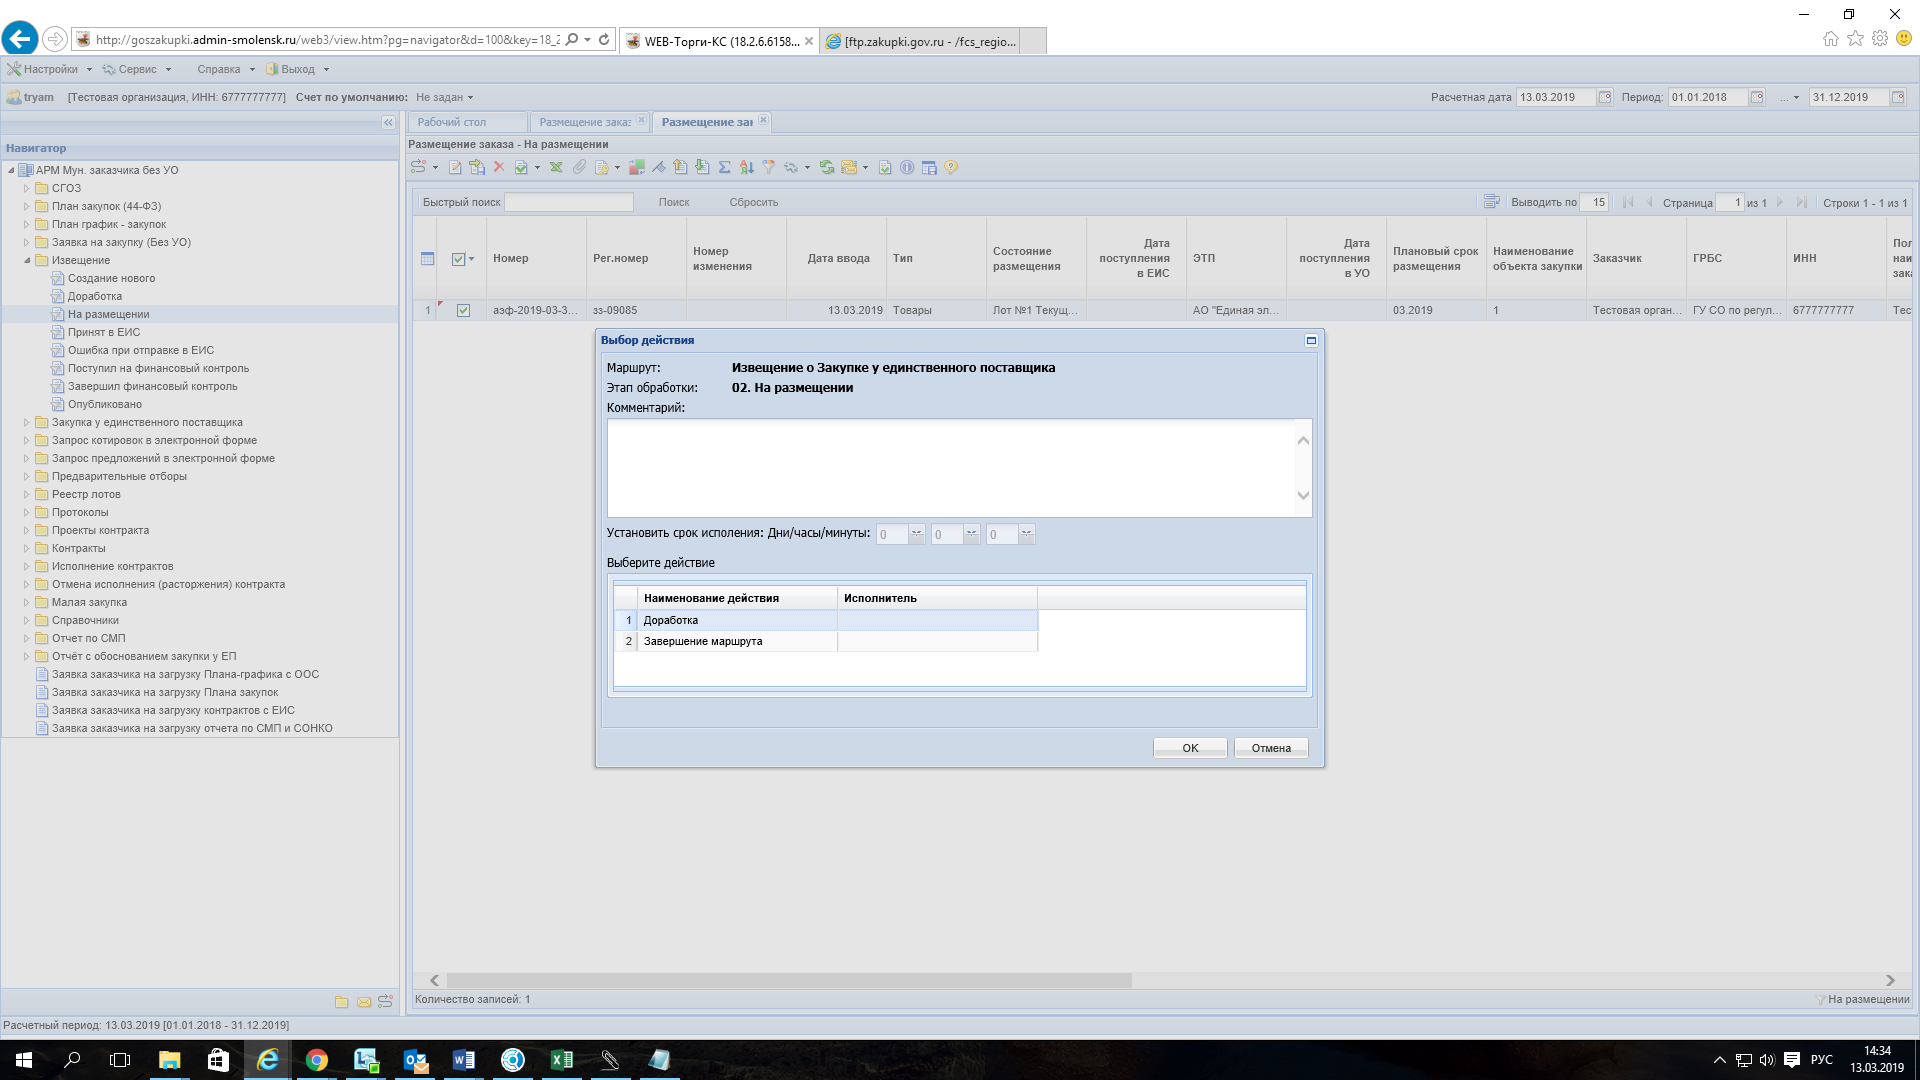 http://goszakupki.admin-smolensk.ru/web3/view.htm?pg=navigator&d=100&key=18_2
WEB-Торги-КС (18.2.6.6158...
[ftp.zakupki.gov.ru - /fcs_regio...
Настройки Сервис Справка Выход
tryam [Тестовая организация, ИНН: 6777777777] Счет по умолчанию: Не задан
Расчетная дата 13.03.2019 Период: 01.01.2018 ... 31.12.2019
Рабочий стол
Размещение заказ
Размещение зак
Навигатор
АРМ Мун. заказчика без УО
СГОЗ
План закупок (44-ФЗ)
План график - закупок
Заявка на закупку (Без УО)
Извещение
Создание нового
Доработка
На размещении
Принят в ЕИС
Ошибка при отправке в ЕИС
Поступил на финансовый контроль
Завершил финансовый контроль
Опубликовано
Закупка у единственного поставщика
Запрос котировок в электронной форме
Запрос предложений в электронной форме
Предварительные отборы
Реестр лотов
Протоколы
Проекты контракта
Контракты
Исполнение контрактов
Отмена исполнения (расторжения) контракта
Малая закупка
Справочники
Отчет по СМП
Отчёт с обоснованием закупки у ЕП
Заявка заказчика на загрузку Плана-графика с ООС
Заявка заказчика на загрузку Плана закупок
Заявка заказчика на загрузку контрактов с ЕИС
Заявка заказчика на загрузку отчета по СМП и СОНКО
Размещение заказа - На размещении
Быстрый поиск Поиск Сбросить
Выводить по 15 Страница 1 из 1 Строки 1 - 1 из 1
Номер
Рег.номер
Номер изменения
Дата ввода
Тип
Состояние размещения
Дата поступления в ЕИС
ЭТП
Дата поступления в УО
Плановый срок размещения
Наименование объекта закупки
Заказчик
ГРБС
ИНН
1 аэф-2019-03-3... зз-09085 13.03.2019 Товары Лот №1 Текущ... АО "Единая эл... 03.2019 1 Тестовая орган... ГУ СО по регул... 6777777777 Тес
Выбор действия
Маршрут: Извещение о Закупке у единственного поставщика
Этап обработки: 02. На размещении
Комментарий:
Установить срок исполения: Дни/часы/минуты: 0 0 0
Выберите действие
Наименование действия Исполнитель
1 Доработка
2 Завершение маршрута
OK Отмена
Количество записей: 1
На размещении
Расчетный период: 13.03.2019 [01.01.2018 - 31.12.2019]
РУС
14:34
13.03.2019